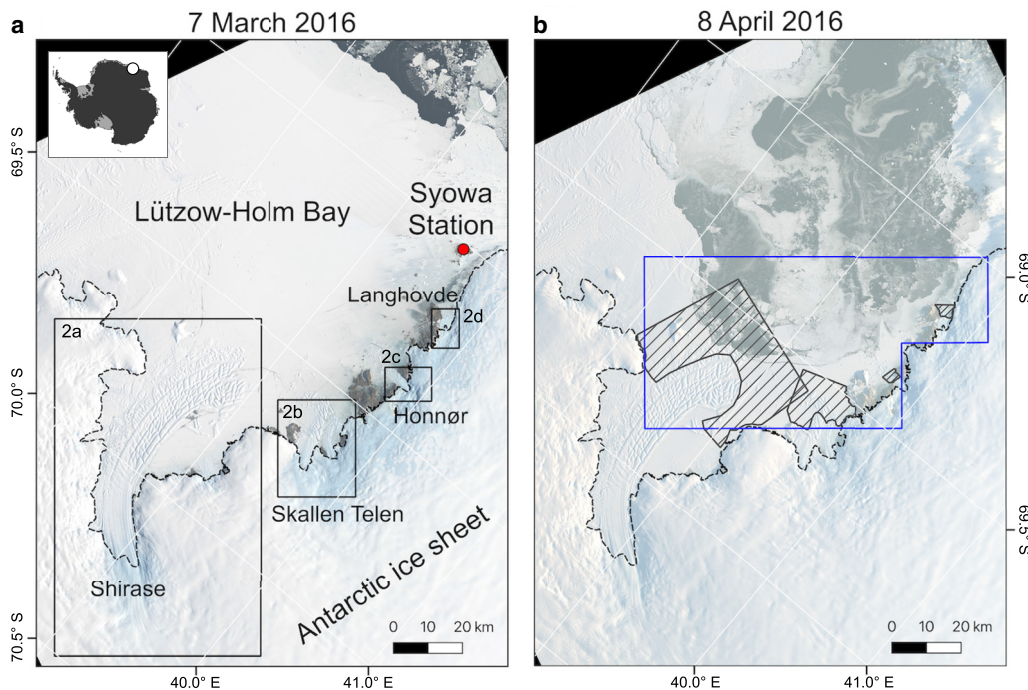 a
7 March 2016
b
8 April 2016
69.5° S
70.0° S
70.5° S
Lützow-Holm Bay
Syowa
Station
Langhovde
2d
2a
2c
2b
Honnør
Skallen Telen
Shirase
Antarctic ice sheet
0 10 20 km
40.0° E
41.0° E
0 10 20 km
40.0° E
41.0° E
69.5° S